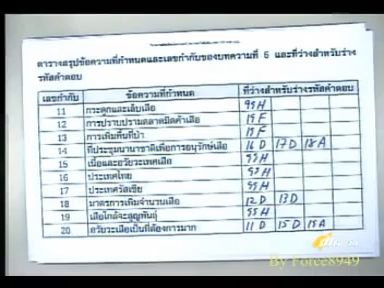 ตารางสรุปข้อความที่กำหนดและเลขกำกับของบทความที่ 6 และที่ว่างสำหรับร่าง
รหัสคำตอบ
เลขกำกับ ข้อความที่กำหนด ที่ว่างสำหรับร่างรหัสคำตอบ
11 กระดูกและเล็บเสือ 99H
12 การปราบปรามตลาดมืดค้าเสือ 19F
13 การเพิ่มพื้นที่ป่า 19F
14 ที่ประชุมนานาชาติเพื่อการอนุรักษ์เสือ 16D 17D 18A
15 เนื้อและอวัยวะเพศเสือ 99H
16 ประเทศไทย 99H
17 ประเทศรัสเซีย 99H
18 มาตรการเพิ่มจำนวนเสือ 12D 13D
19 เสือใกล้จะสูญพันธุ์ 99H
20 อวัยวะเสือเป็นที่ต้องการมาก 11D 15D 19A
By Force8949